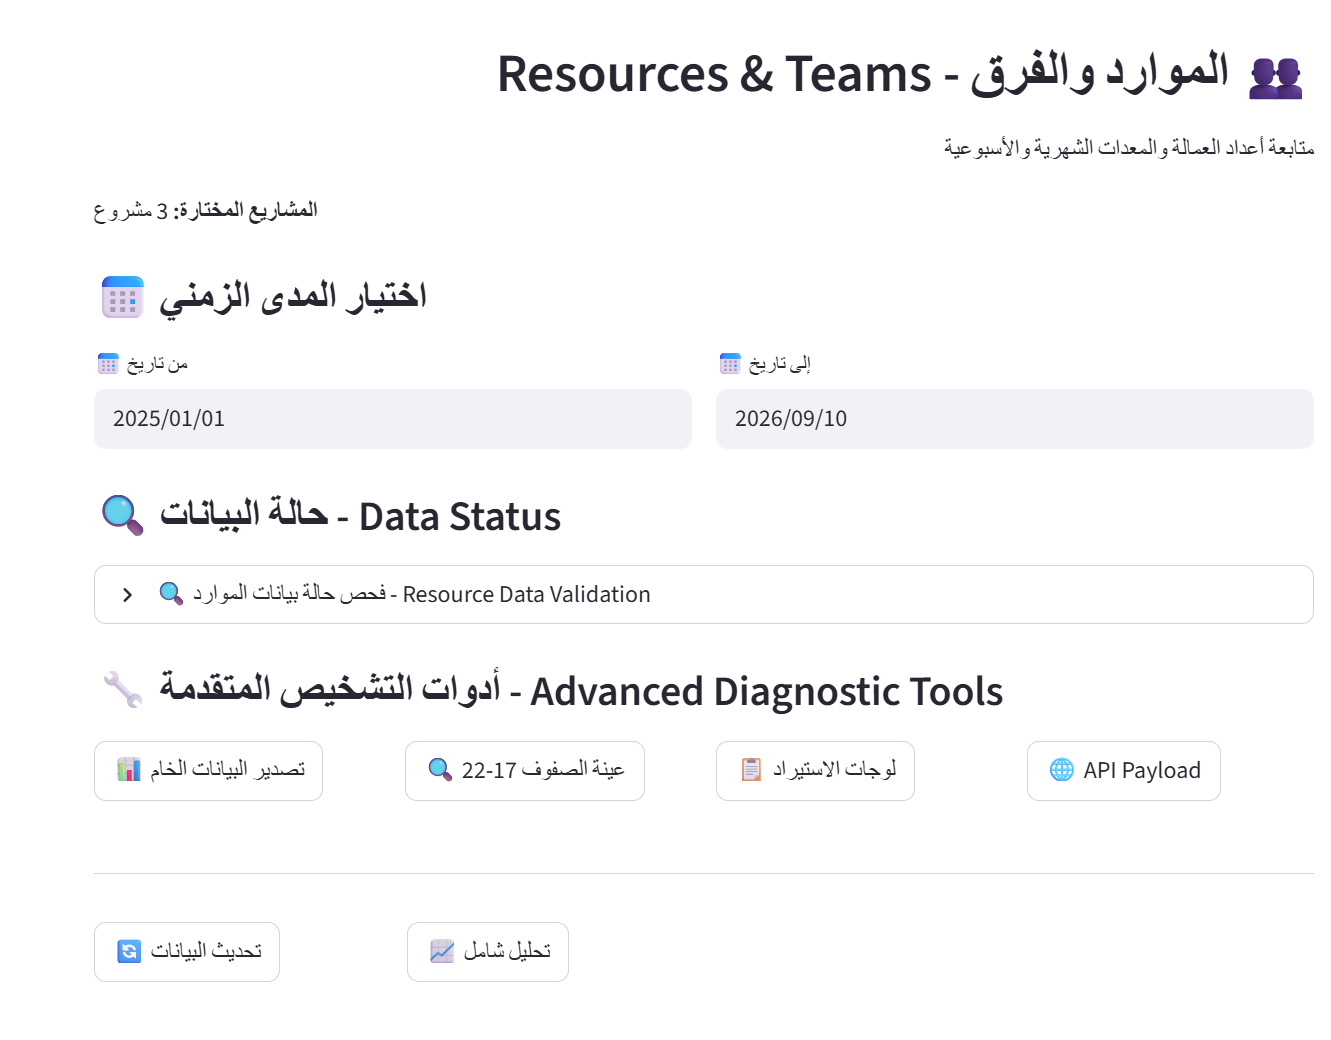 الموارد والفرق - Resources & Teams
متابعة أعداد العمالة والمعدات الشهرية والأسبوعية
المشاريع المختارة: 3 مشروع
اختيار المدى الزمني
من تاريخ
2025/01/01
إلى تاريخ
2026/09/10
حالة البيانات - Data Status
فحص حالة بيانات الموارد - Resource Data Validation
أدوات التشخيص المتقدمة - Advanced Diagnostic Tools
تصدير البيانات الخام
عينة الصفوف 17-22
لوجات الاستيراد
API Payload
تحديث البيانات
تحليل شامل